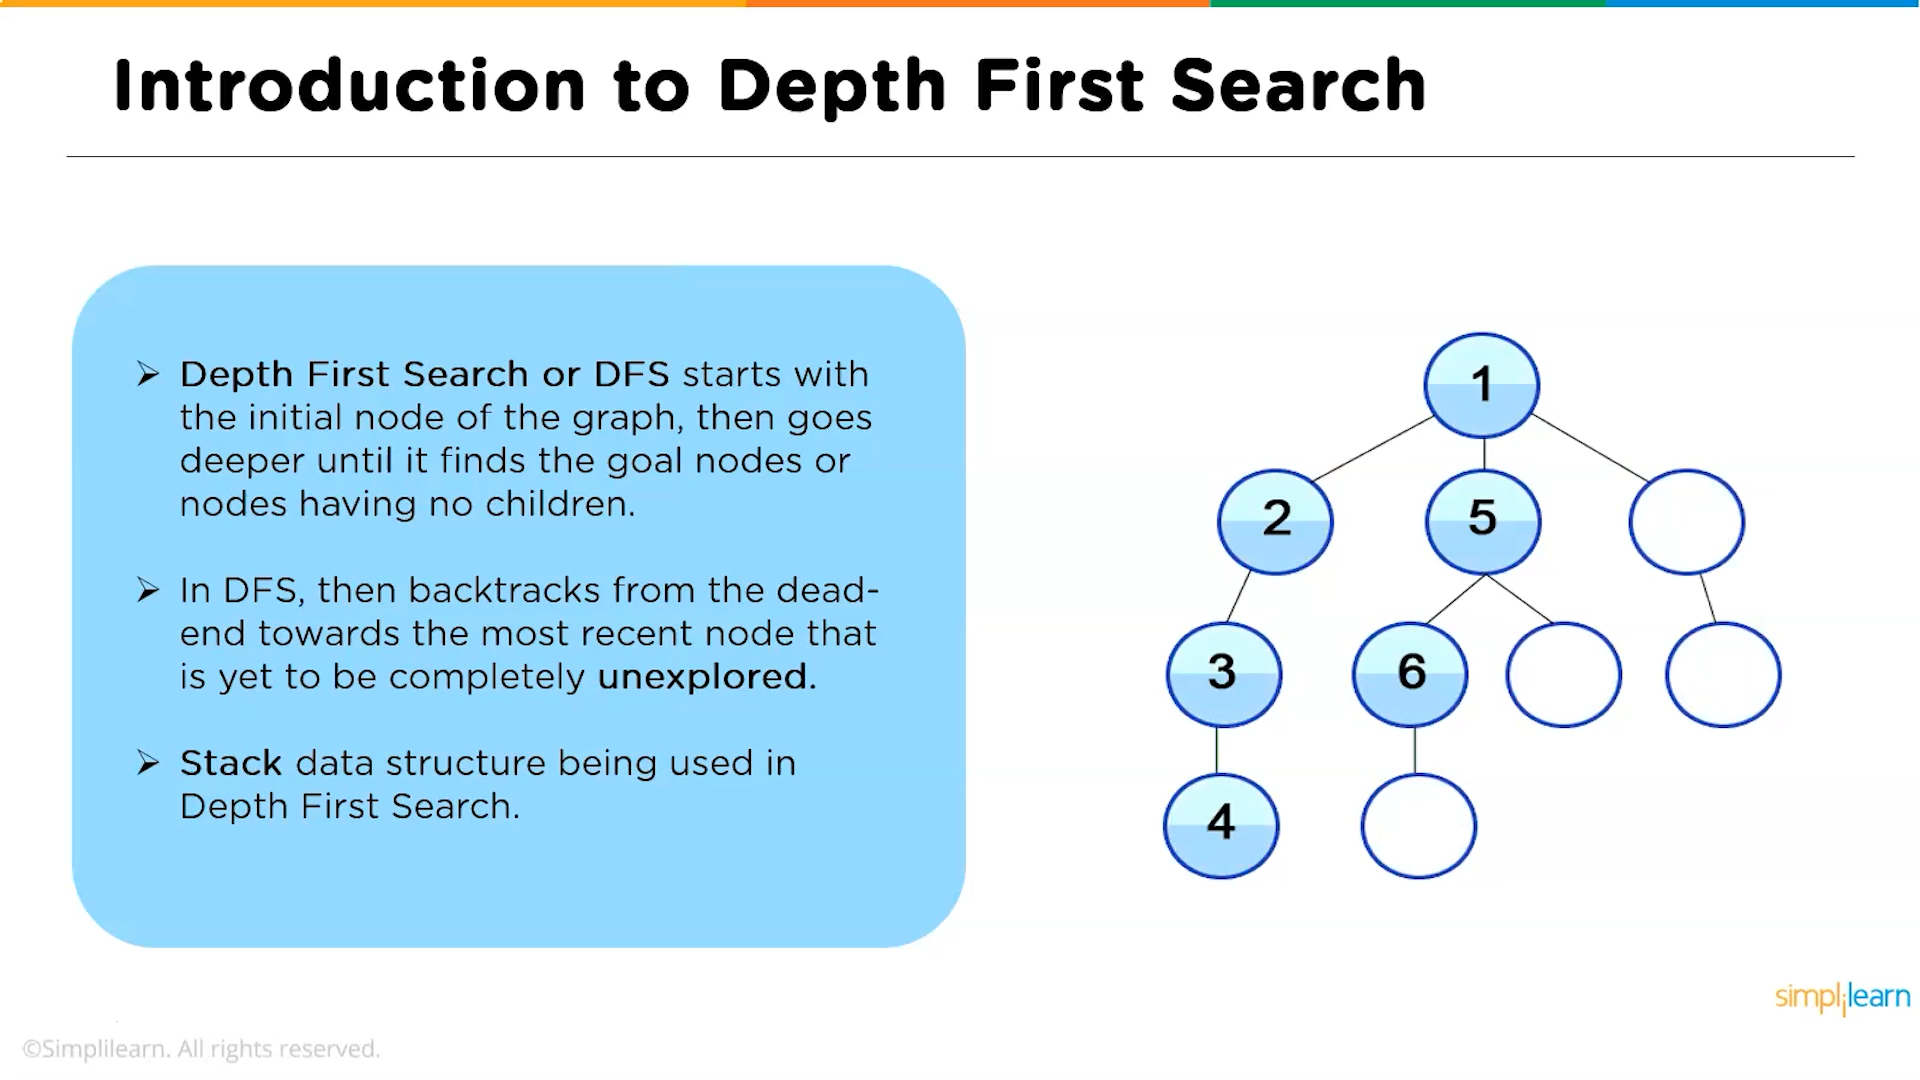 Introduction to Depth First Search
➢ Depth First Search or DFS starts with
the initial node of the graph, then goes
deeper until it finds the goal nodes or
nodes having no children.
➢ In DFS, then backtracks from the dead-
end towards the most recent node that
is yet to be completely unexplored.
➢ Stack data structure being used in
Depth First Search.
1
2
5
3
6
4
simplilearn
©Simplilearn. All rights reserved.